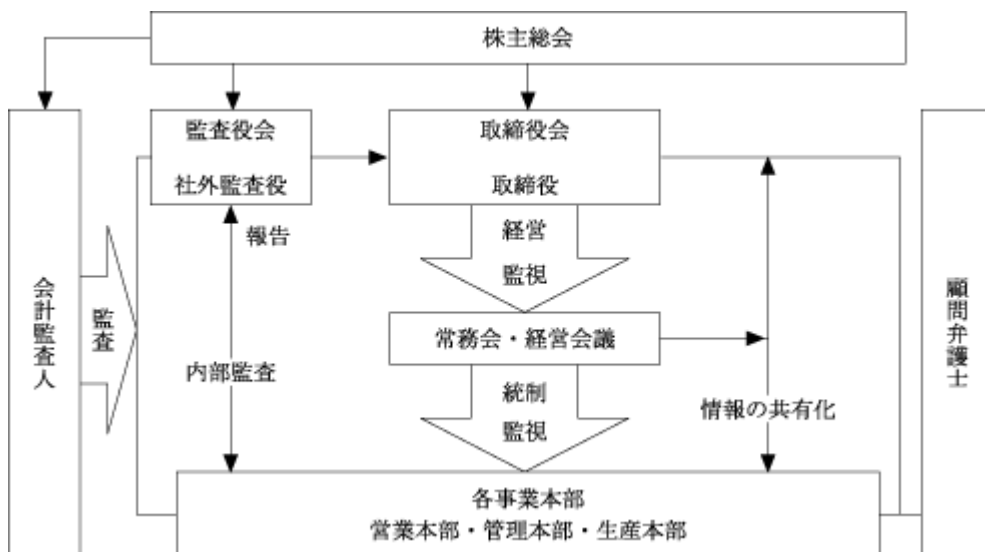 株主総会
監査役会
社外監査役
取締役会
取締役
報告
経営
監視
会計監査人
監査
顧問弁護士
常務会・経営会議
内部監査
統制
監視
情報の共有化
各事業本部
営業本部・管理本部・生産本部